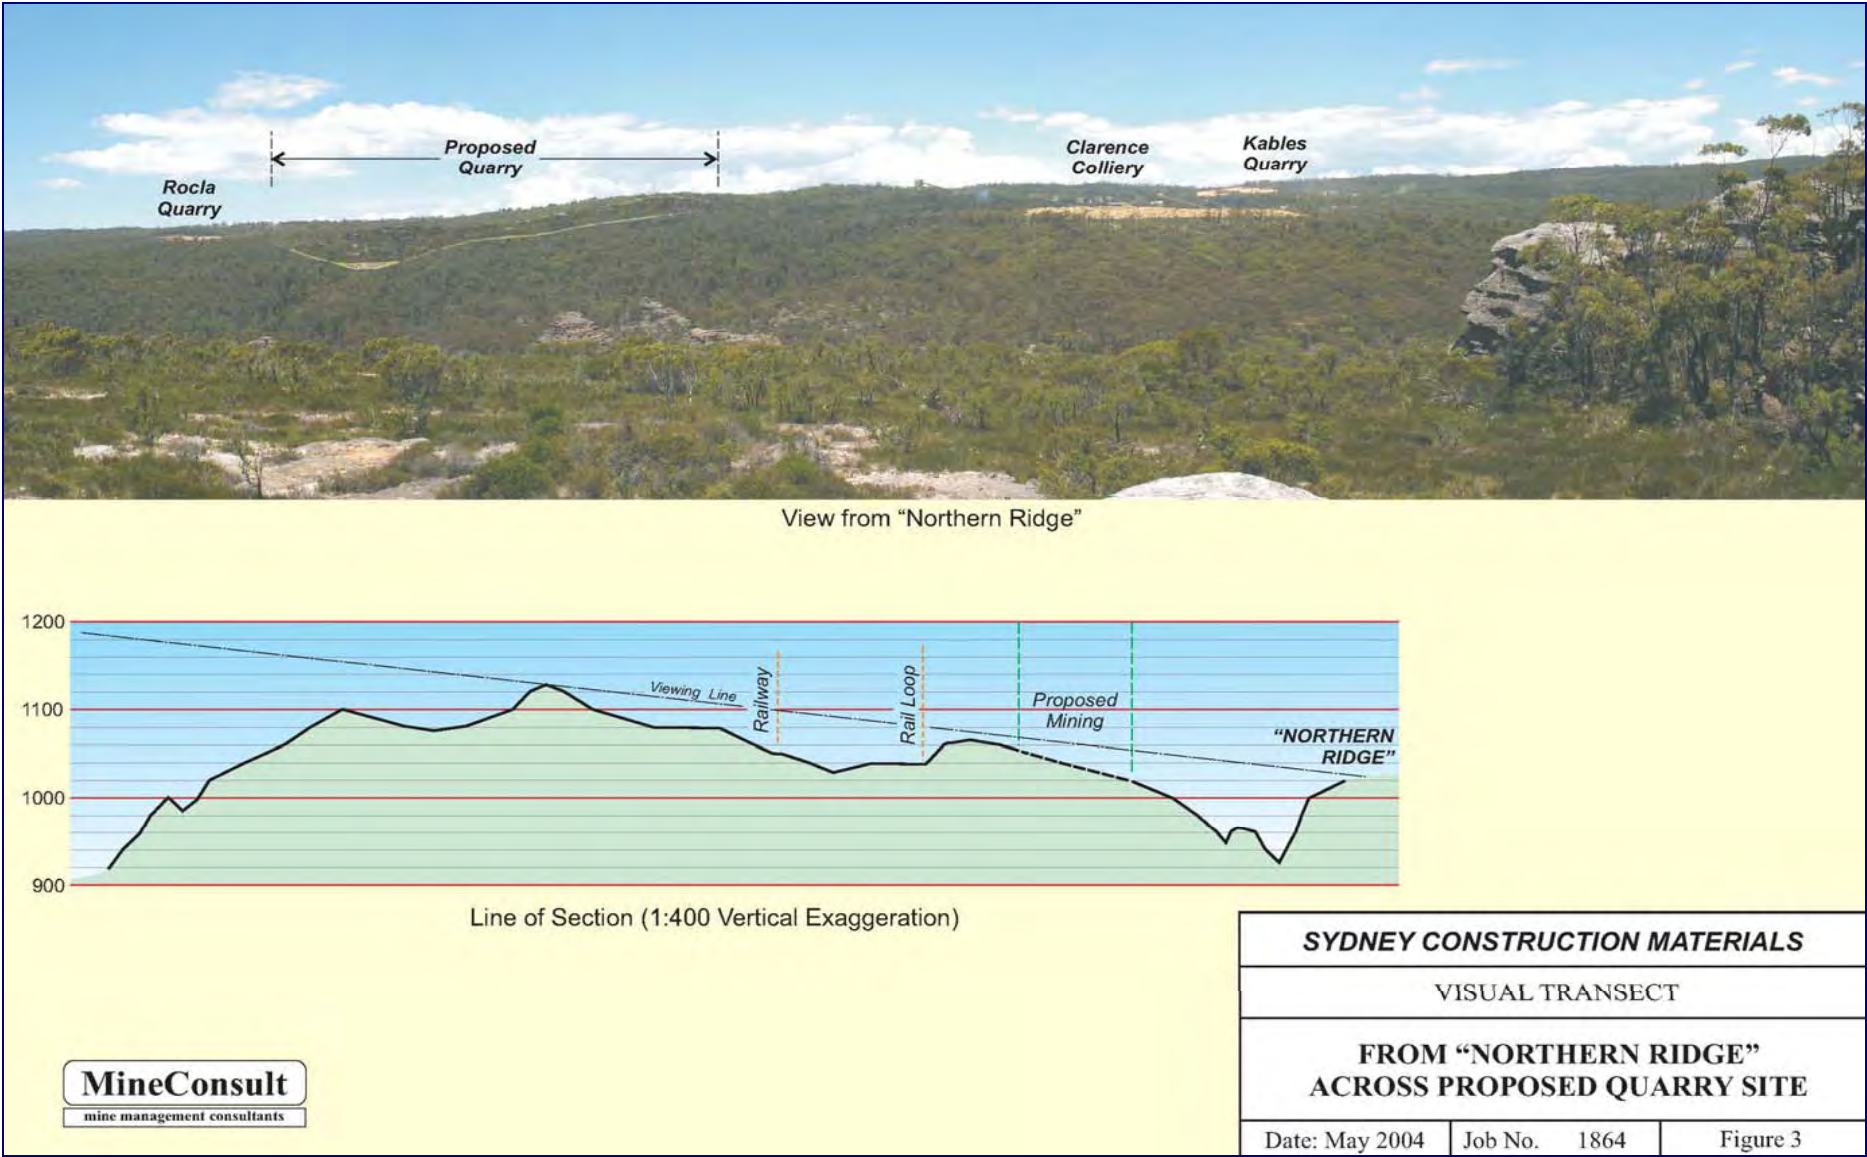 Proposed
Quarry
Rocla
Quarry
Clarence
Colliery
Kables
Quarry
View from “Northern Ridge”
1200
1100
1000
900
Viewing Line
Railway
Rail Loop
Proposed
Mining
“NORTHERN
RIDGE”
Line of Section (1:400 Vertical Exaggeration)
MineConsult
mine management consultants
SYDNEY CONSTRUCTION MATERIALS
VISUAL TRANSECT
FROM “NORTHERN RIDGE”
ACROSS PROPOSED QUARRY SITE
Date: May 2004 Job No. 1864 Figure 3